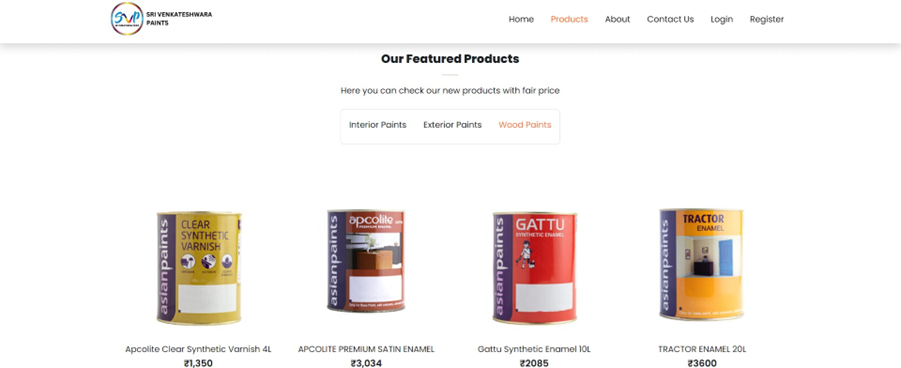 SVP
SRI VENKATESHWARA
PAINTS
Home Products About Contact Us Login Register
Our Featured Products
Here you can check our new products with fair price
Interior Paints Exterior Paints Wood Paints
asianpaints
CLEAR
SYNTHETIC
VARNISH
asianpaints
apcolite
PREMIUM ENAMEL
asianpaints
GATTU
SYNTHETIC ENAMEL
asianpaints
TRACTOR
ENAMEL
Apcolite Clear Synthetic Varnish 4L
₹1,350
APCOLITE PREMIUM SATIN ENAMEL
₹3,034
Gattu Synthetic Enamel 10L
₹2085
TRACTOR ENAMEL 20L
₹3600